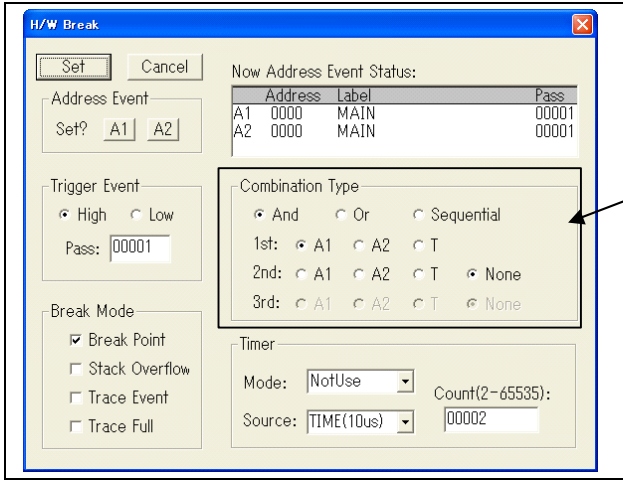 H/W Break
Set Cancel
Address Event
Set? A1 A2
Now Address Event Status:
Address Label Pass
A1 0000 MAIN 00001
A2 0000 MAIN 00001
Trigger Event
High Low
Pass: 00001
Combination Type
And Or Sequential
1st: A1 A2 T
2nd: A1 A2 T None
3rd: A1 A2 T None
Break Mode
Break Point
Stack Overflow
Trace Event
Trace Full
Timer
Mode: NotUse
Count(2-65535):
Source: TIME(10us) 00002